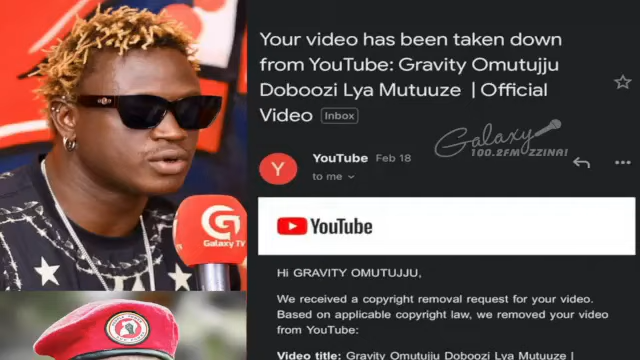 Your video has been taken down
from YouTube: Gravity Omutujju
Doboozi Lya Mutuuze | Official
Video Inbox
Galaxy
100.2FM ZZINA!
YouTube Feb 18
to me
Y
YouTube
G
Galaxy TV
Hi GRAVITY OMUTUJJU,
We received a copyright removal request for your video.
Based on applicable copyright law, we removed your video
from YouTube:
Video title: Gravity Omutujju Doboozi Lya Mutuuze |